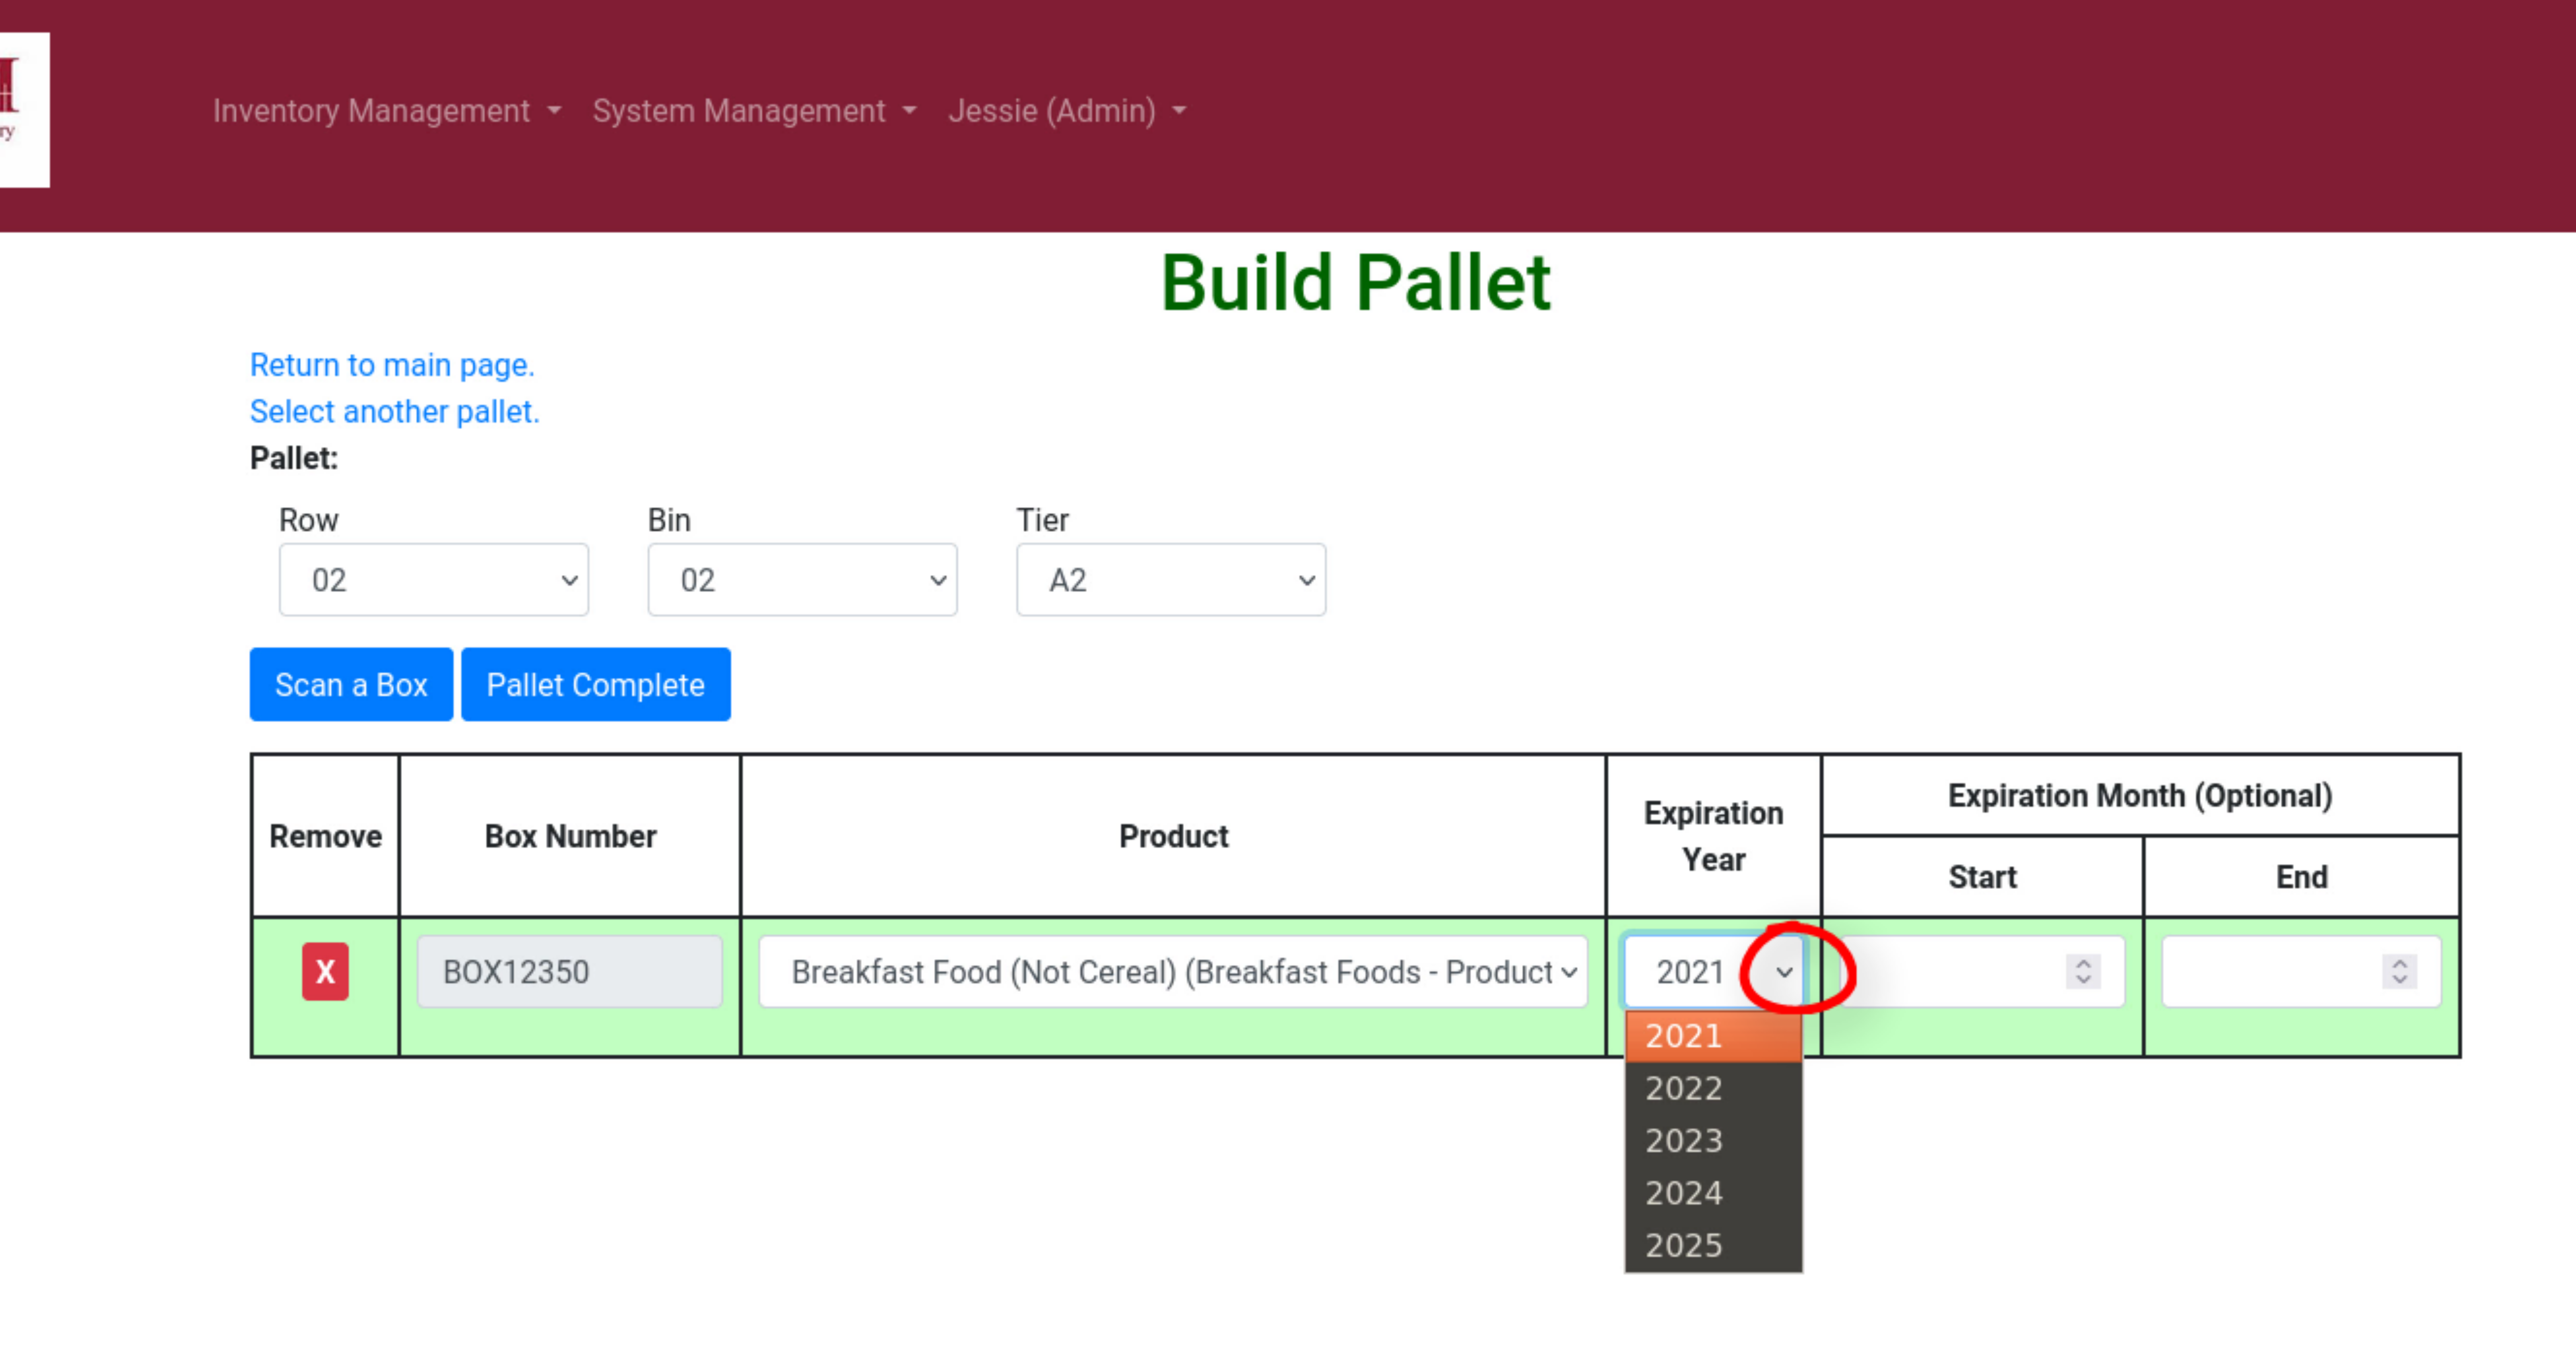 ry
Inventory Management System Management Jessie (Admin)
Build Pallet
Return to main page.
Select another pallet.
Pallet:
Row Bin Tier
02 02 A2
Scan a Box Pallet Complete
Remove Box Number Product Expiration Year Expiration Month (Optional)
Start End
X BOX12350 Breakfast Food (Not Cereal) (Breakfast Foods - Product 2021
2021
2022
2023
2024
2025